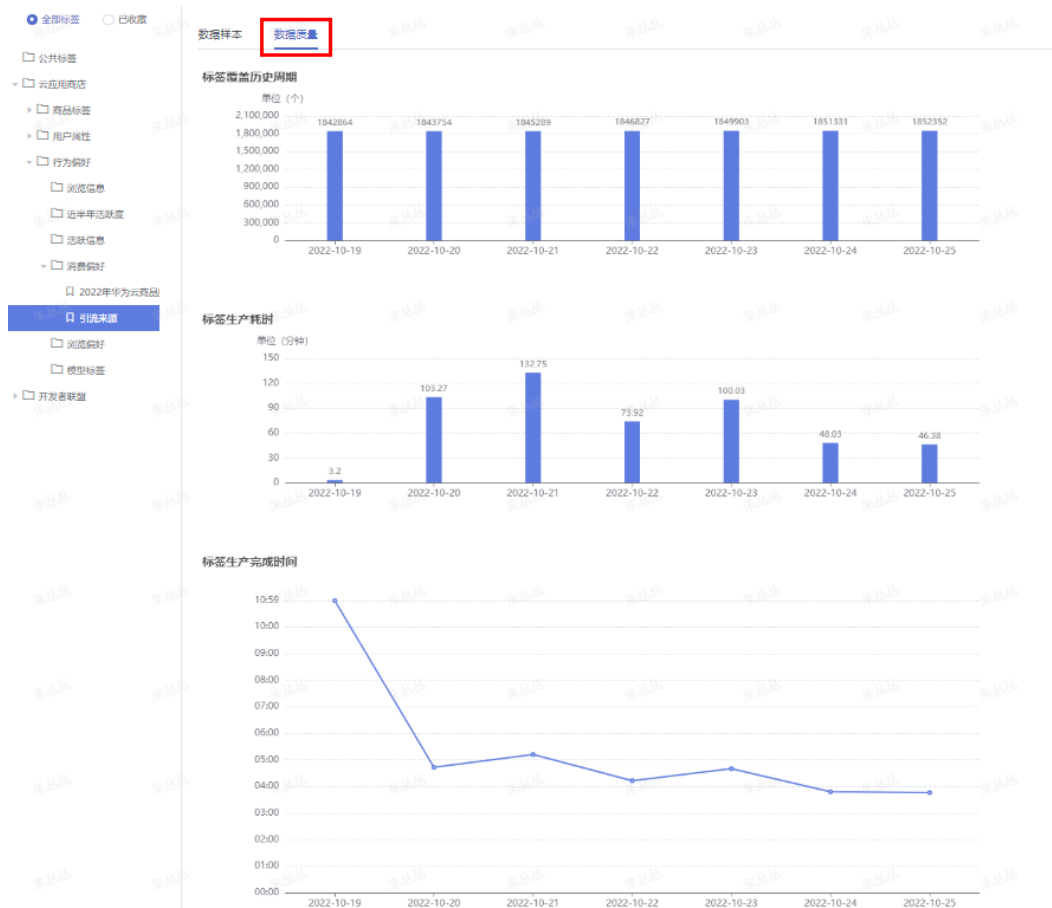 全部标签 已收藏
公共标签
云应用商店
商品标签
用户属性
行为偏好
浏览信息
近半年活跃度
活跃信息
消费偏好
2022年华为云商品
引流来源
浏览偏好
模型标签
开发者联盟
数据样本 数据质量
标签覆盖历史周期
单位（个）
2,100,000
1,800,000
1,500,000
1,200,000
900,000
600,000
300,000
0
1842864 1843754 1845289 1846827 1849903 1851331 1852352
2022-10-19 2022-10-20 2022-10-21 2022-10-22 2022-10-23 2022-10-24 2022-10-25
标签生产耗时
单位（分钟）
150
120
90
60
30
0
3.2 103.27 132.75 73.92 100.03 48.03 46.38
2022-10-19 2022-10-20 2022-10-21 2022-10-22 2022-10-23 2022-10-24 2022-10-25
标签生产完成时间
10:59
10:00
09:00
08:00
07:00
06:00
05:00
04:00
03:00
02:00
01:00
00:00
2022-10-19 2022-10-20 2022-10-21 2022-10-22 2022-10-23 2022-10-24 2022-10-25